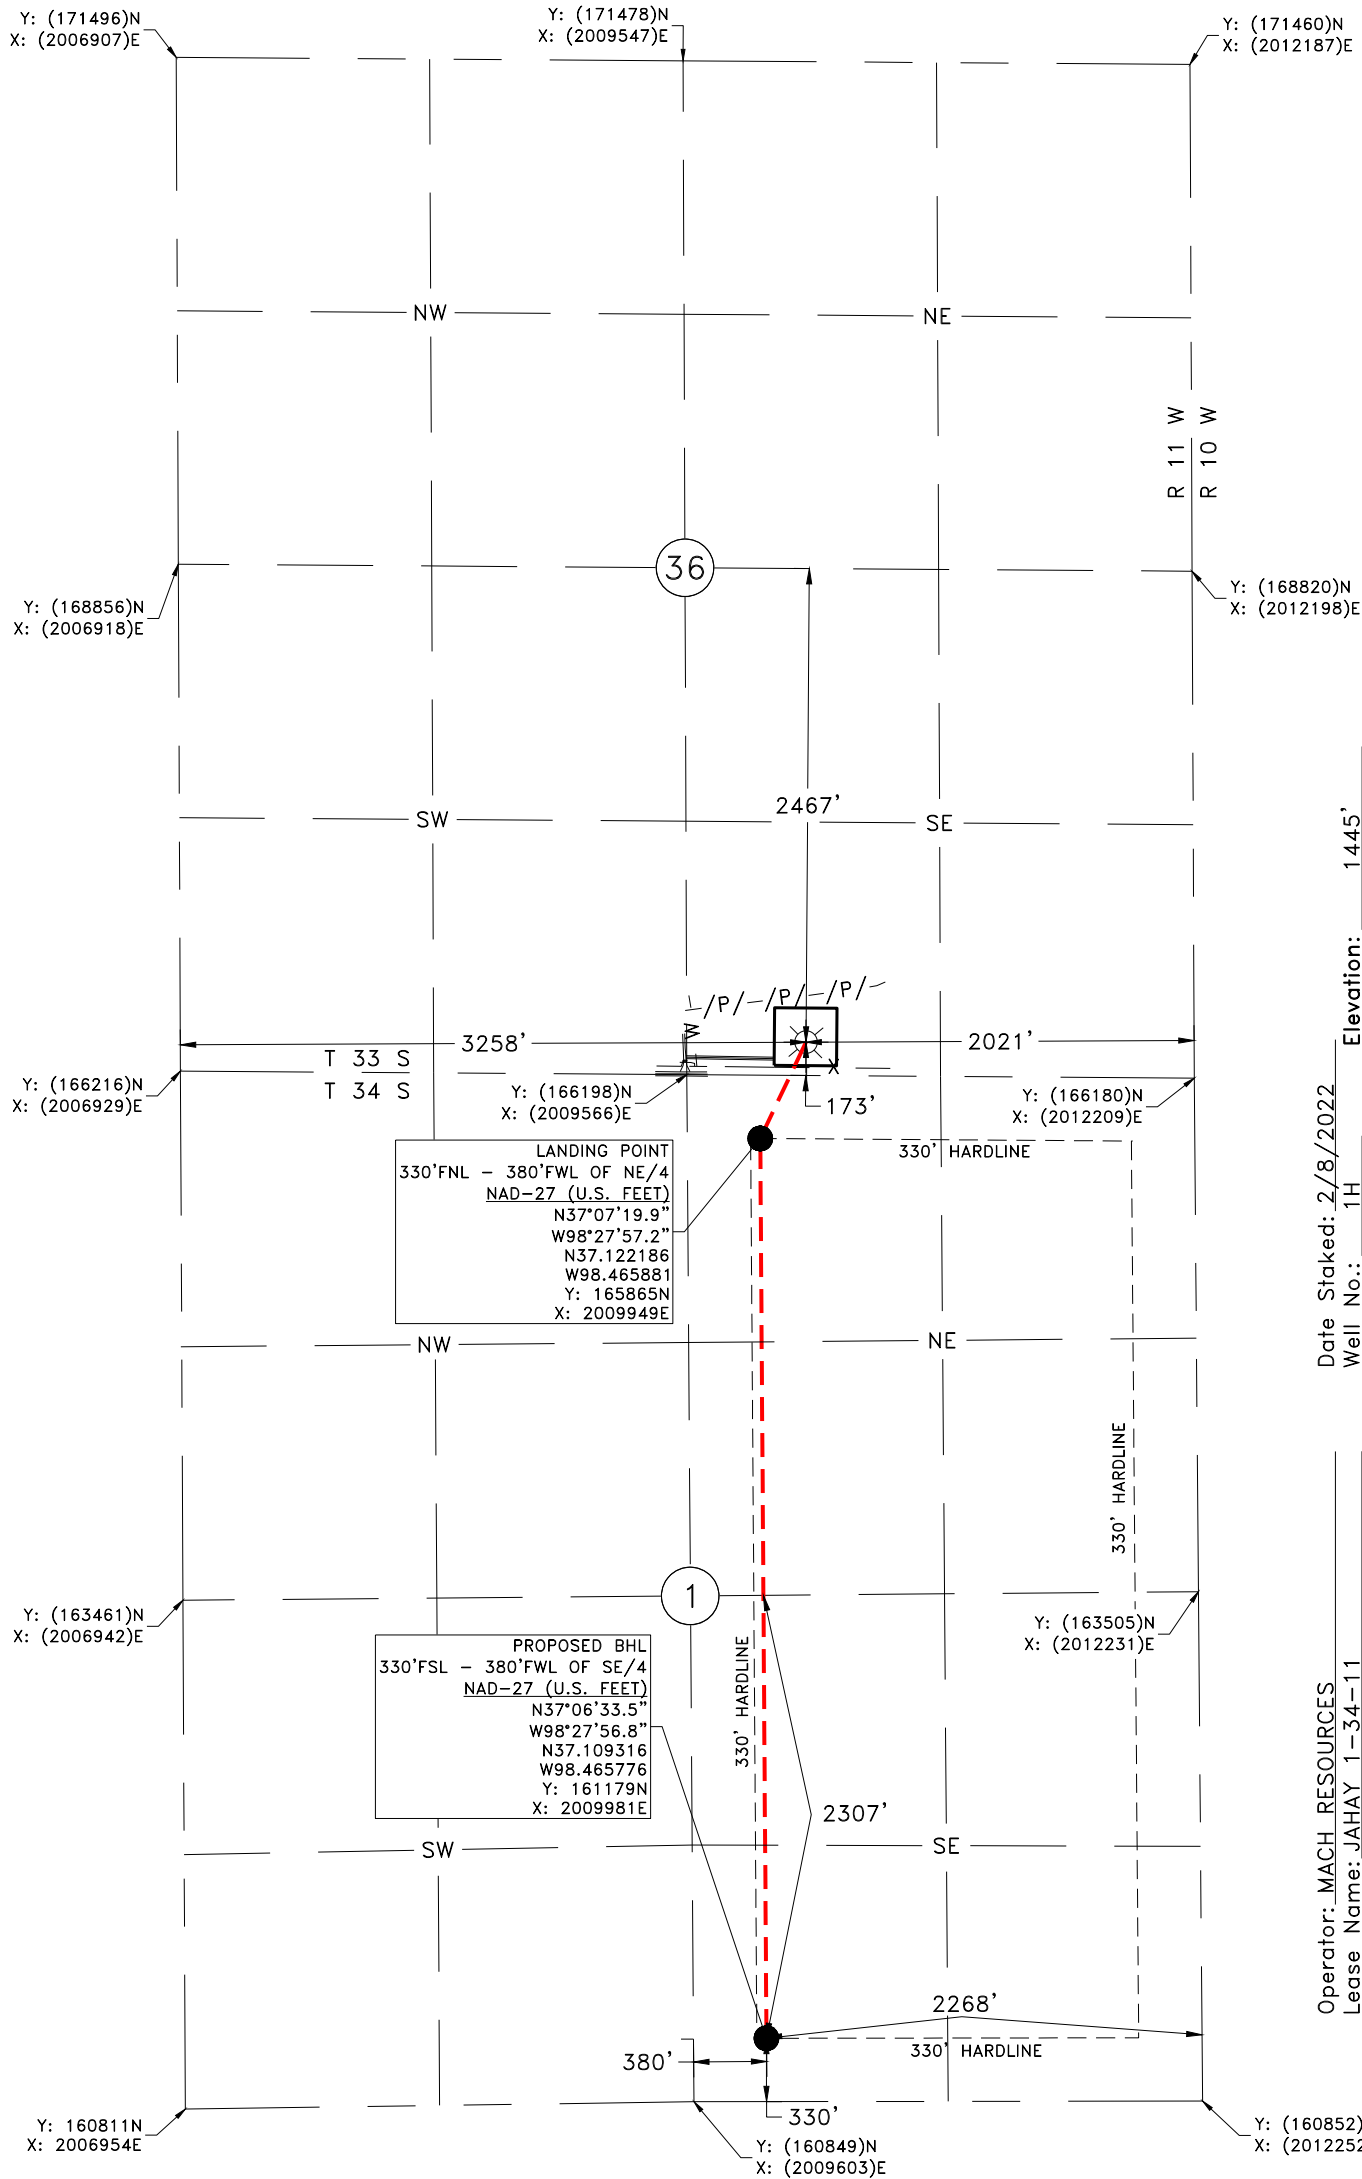 Y: (171496)N
X: (2006907)E
Y: (171478)N
X: (2009547)E
Y: (171460)N
X: (2012187)E
NW
NE
R 11 W
R 10 W
36
Y: (168856)N
X: (2006918)E
Y: (168820)N
X: (2012198)E
2467'
SW
SE
/P/-/P/-/P/-
W
3258'
2021'
T 33 S
T 34 S
X
Y: (166216)N
X: (2006929)E
Y: (166198)N
X: (2009566)E
173'
Y: (166180)N
X: (2012209)E
LANDING POINT
330'FNL - 380'FWL OF NE/4
NAD-27 (U.S. FEET)
N37°07'19.9"
W98°27'57.2"
N37.122186
W98.465881
Y: 165865N
X: 2009949E
330' HARDLINE
NW
NE
330' HARDLINE
1
Y: (163461)N
X: (2006942)E
Y: (163505)N
X: (2012231)E
PROPOSED BHL
330'FSL - 380'FWL OF SE/4
NAD-27 (U.S. FEET)
N37°06'33.5"
W98°27'56.8"
N37.109316
W98.465776
Y: 161179N
X: 2009981E
330' HARDLINE
2307'
SW
SE
2268'
330' HARDLINE
380'
330'
Y: 160811N
X: 2006954E
Y: (160849)N
X: (2009603)E
Y: (160852)
X: (2012252
Operator: MACH RESOURCES
Date Staked: 2/8/2022
Lease Name: JAHAY 1-34-11
Well No.: 1H
Elevation: 1445'